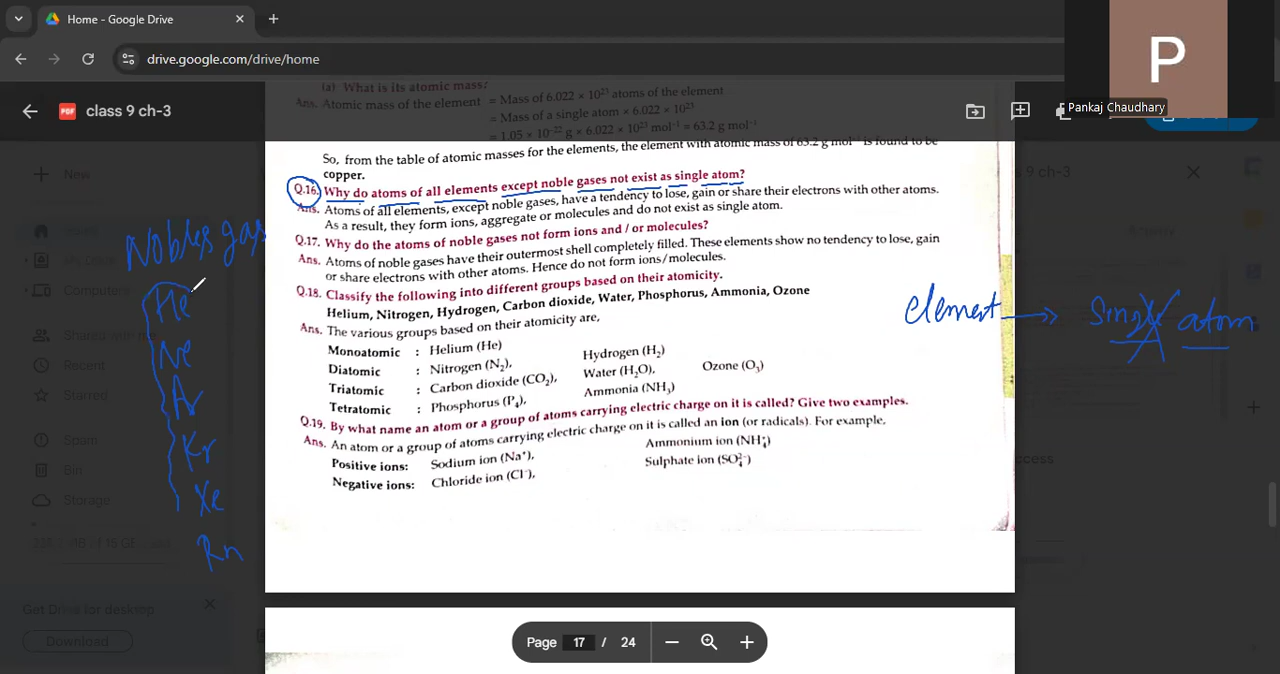 Home - Google Drive
drive.google.com/drive/home
P
Pankaj Chaudhary
class 9 ch-3
(a) What is its atomic mass?
Ans. Atomic mass of the element = Mass of 6.022 × 10²³ atoms of the element
= Mass of a single atom × 6.022 × 10²³
= 1.05 × 10⁻²² g × 6.022 × 10²³ mol⁻¹ = 63.2 g mol⁻¹
So, from the table of atomic masses for the elements, the element with atomic mass of 63.2 g mol⁻¹ is found to be
copper.
Q.16. Why do atoms of all elements except noble gases not exist as single atom?
Ans. Atoms of all elements, except noble gases, have a tendency to lose, gain or share their electrons with other atoms.
As a result, they form ions, aggregate or molecules and do not exist as single atom.
Q.17. Why do the atoms of noble gases not form ions and / or molecules?
Ans. Atoms of noble gases have their outermost shell completely filled. These elements show no tendency to lose, gain
or share electrons with other atoms. Hence do not form ions/molecules.
Q.18. Classify the following into different groups based on their atomicity.
Helium, Nitrogen, Hydrogen, Carbon dioxide, Water, Phosphorus, Ammonia, Ozone
Ans. The various groups based on their atomicity are,
Monoatomic : Helium (He)
Diatomic : Nitrogen (N₂), Hydrogen (H₂)
Triatomic : Carbon dioxide (CO₂), Water (H₂O), Ozone (O₃)
Tetratomic : Phosphorus (P₄), Ammonia (NH₃)
Q.19. By what name an atom or a group of atoms carrying electric charge on it is called? Give two examples.
Ans. An atom or a group of atoms carrying electric charge on it is called an ion (or radicals). For example,
Positive ions: Sodium ion (Na⁺), Ammonium ion (NH₄⁺)
Negative ions: Chloride ion (Cl⁻), Sulphate ion (SO₄²⁻)
Nobles gas
He
Ne
Ar
Kr
Xe
Rn
element → single atom
New
Computers
Shared with me
Recent
Starred
Spam
Bin
Storage
Get Drive for desktop
Download
Page 17 / 24